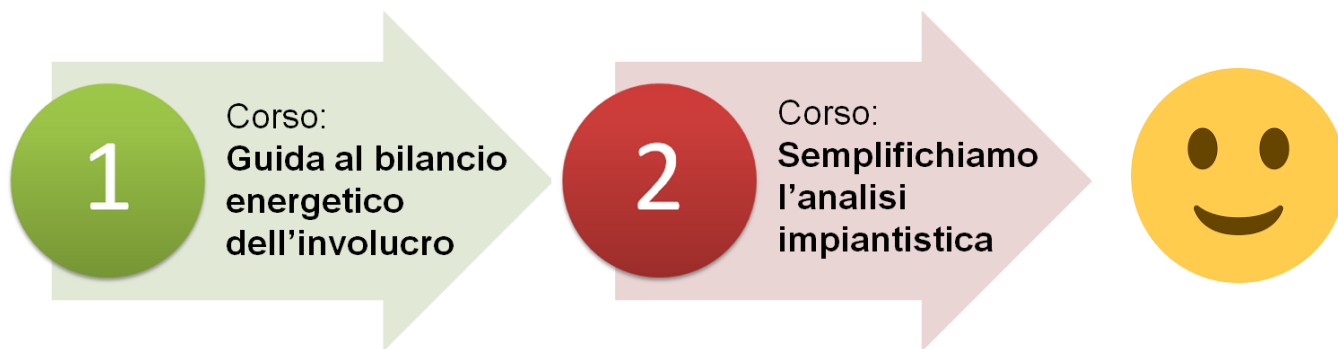 1
Corso:
Guida al bilancio
energetico
dell’involucro
2
Corso:
Semplifichiamo
l’analisi
impiantistica